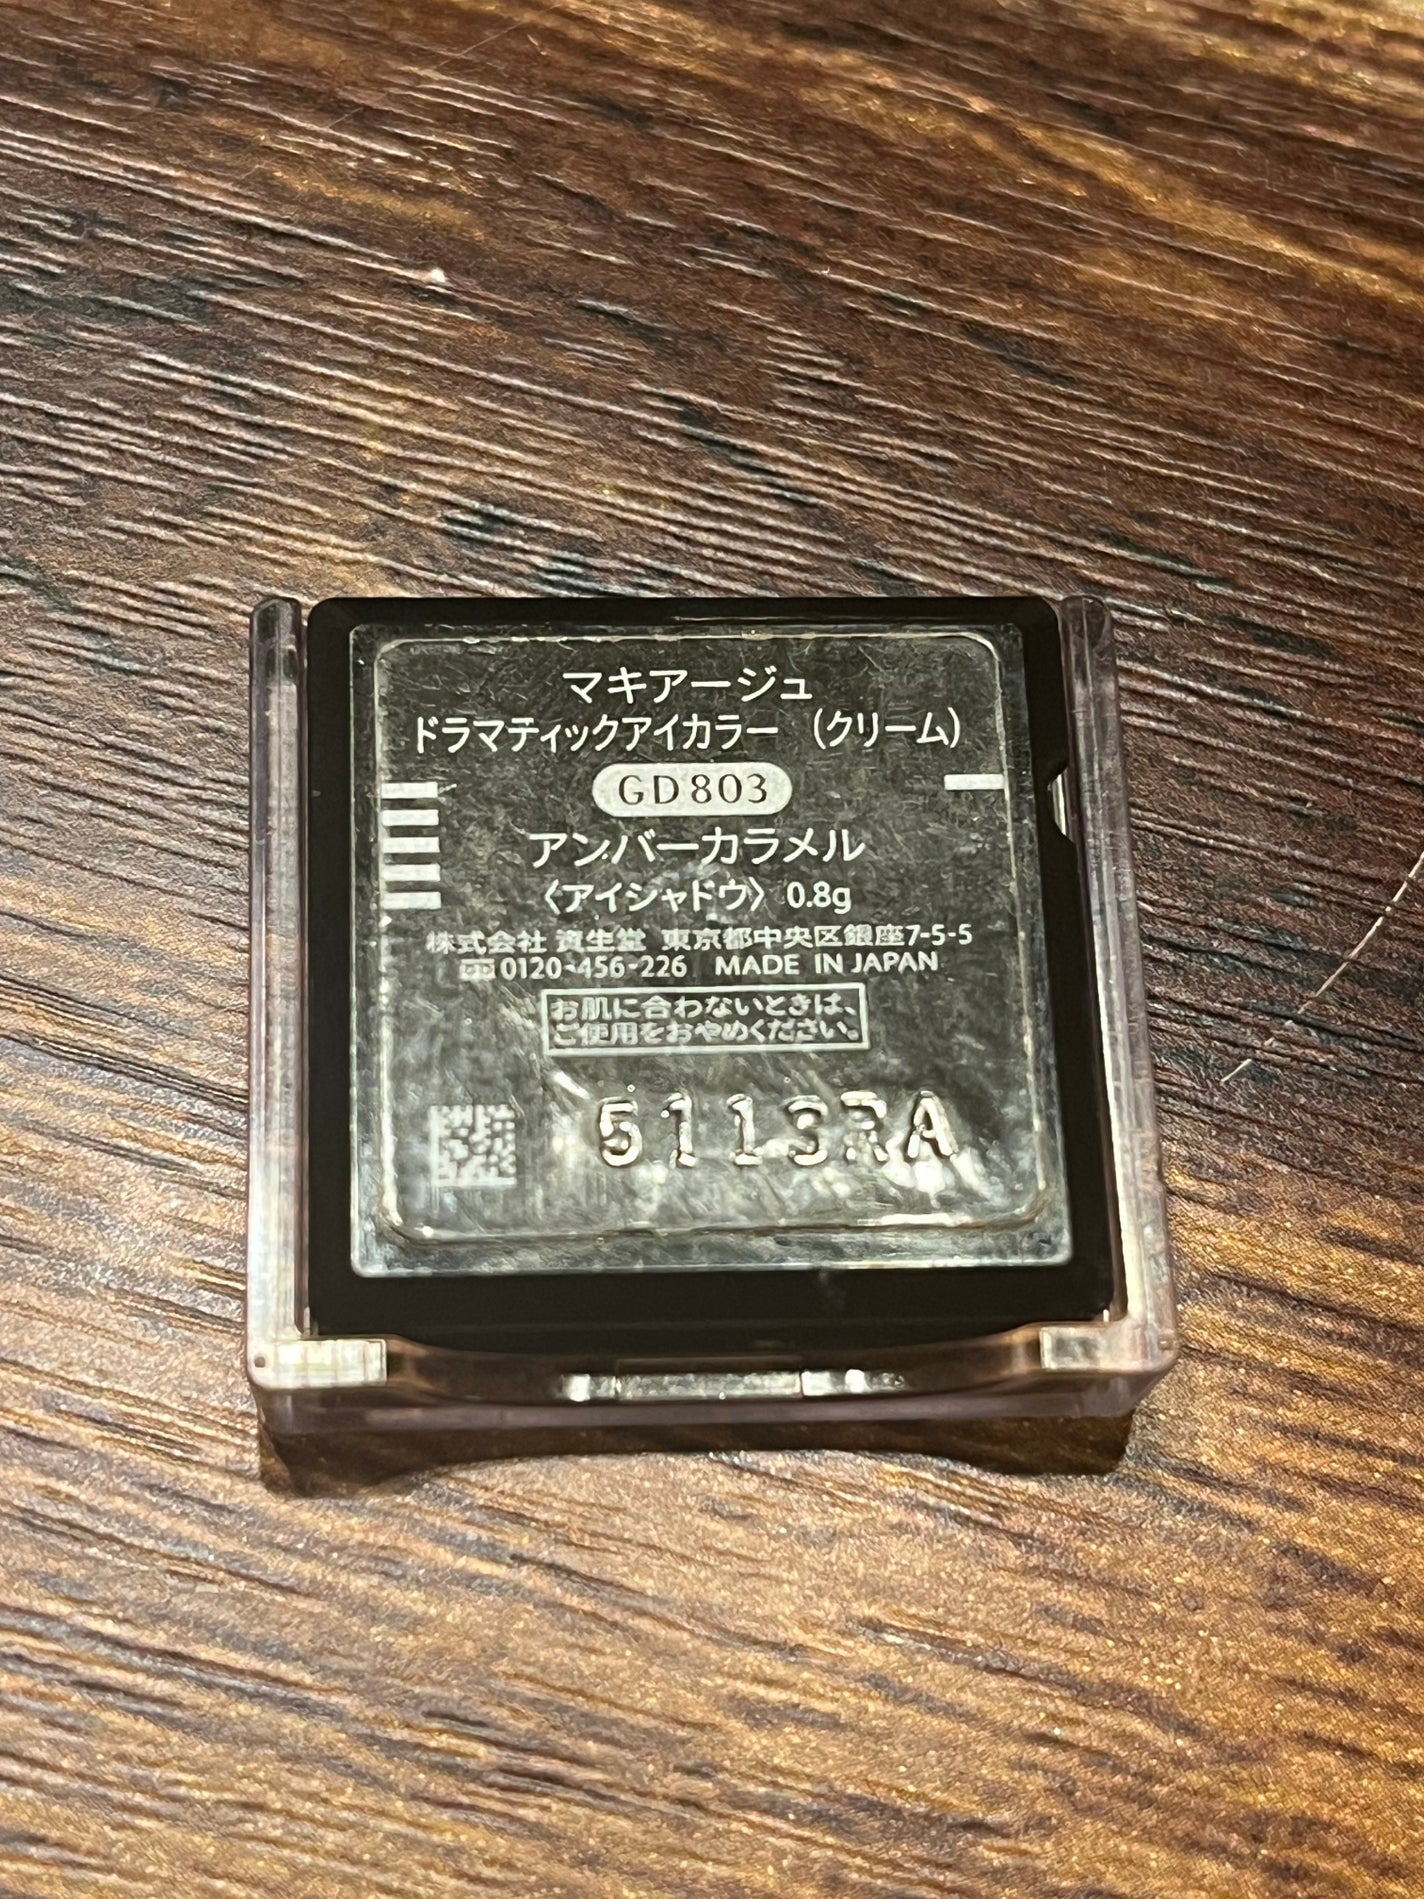 マキアージュ
ドラマティックアイカラー （クリーム）
GD803
アンバーカラメル
〈アイシャドウ〉 0.8g
株式会社 資生堂 東京都中央区銀座7-5-5
0120-456-226 MADE IN JAPAN
お肌に合わないときは、
ご使用をおやめください。
5113RA